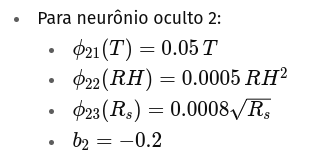 • Para neurônio oculto 2:
• ϕ₂₁(T) = 0.05 T
• ϕ₂₂(RH) = 0.0005 RH²
• ϕ₂₃(Rₛ) = 0.0008√Rₛ
• b₂ = −0.2